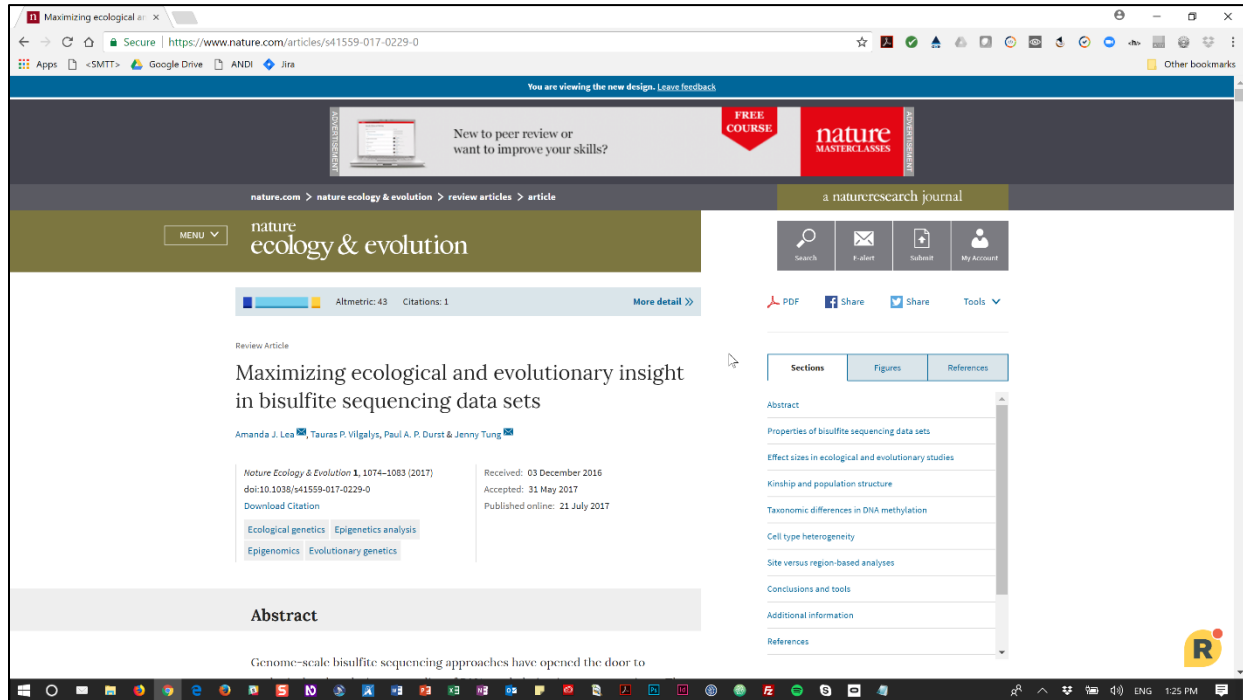 Maximizing ecological ar
Secure | https://www.nature.com/articles/s41559-017-0229-0
Apps <SMTT> Google Drive ANDI Jira Other bookmarks
You are viewing the new design. Leave feedback
ADVERTISEMENT
New to peer review or
want to improve your skills?
FREE
COURSE
nature
MASTERCLASSES
ADVERTISEMENT
nature.com > nature ecology & evolution > review articles > article
a natureresearch journal
MENU
nature
ecology & evolution
Search E-alert Submit My Account
Altmetric: 43 Citations: 1 More detail »
PDF Share Share Tools
Review Article
Maximizing ecological and evolutionary insight
in bisulfite sequencing data sets
Amanda J. Lea, Tauras P. Vilgalys, Paul A. P. Durst & Jenny Tung
Nature Ecology & Evolution 1, 1074–1083 (2017)
doi:10.1038/s41559-017-0229-0
Download Citation
Ecological genetics Epigenetics analysis
Epigenomics Evolutionary genetics
Received: 03 December 2016
Accepted: 31 May 2017
Published online: 21 July 2017
Abstract
Genome-scale bisulfite sequencing approaches have opened the door to
Sections Figures References
Abstract
Properties of bisulfite sequencing data sets
Effect sizes in ecological and evolutionary studies
Kinship and population structure
Taxonomic differences in DNA methylation
Cell type heterogeneity
Site versus region-based analyses
Conclusions and tools
Additional information
References
R
ENG 1:25 PM